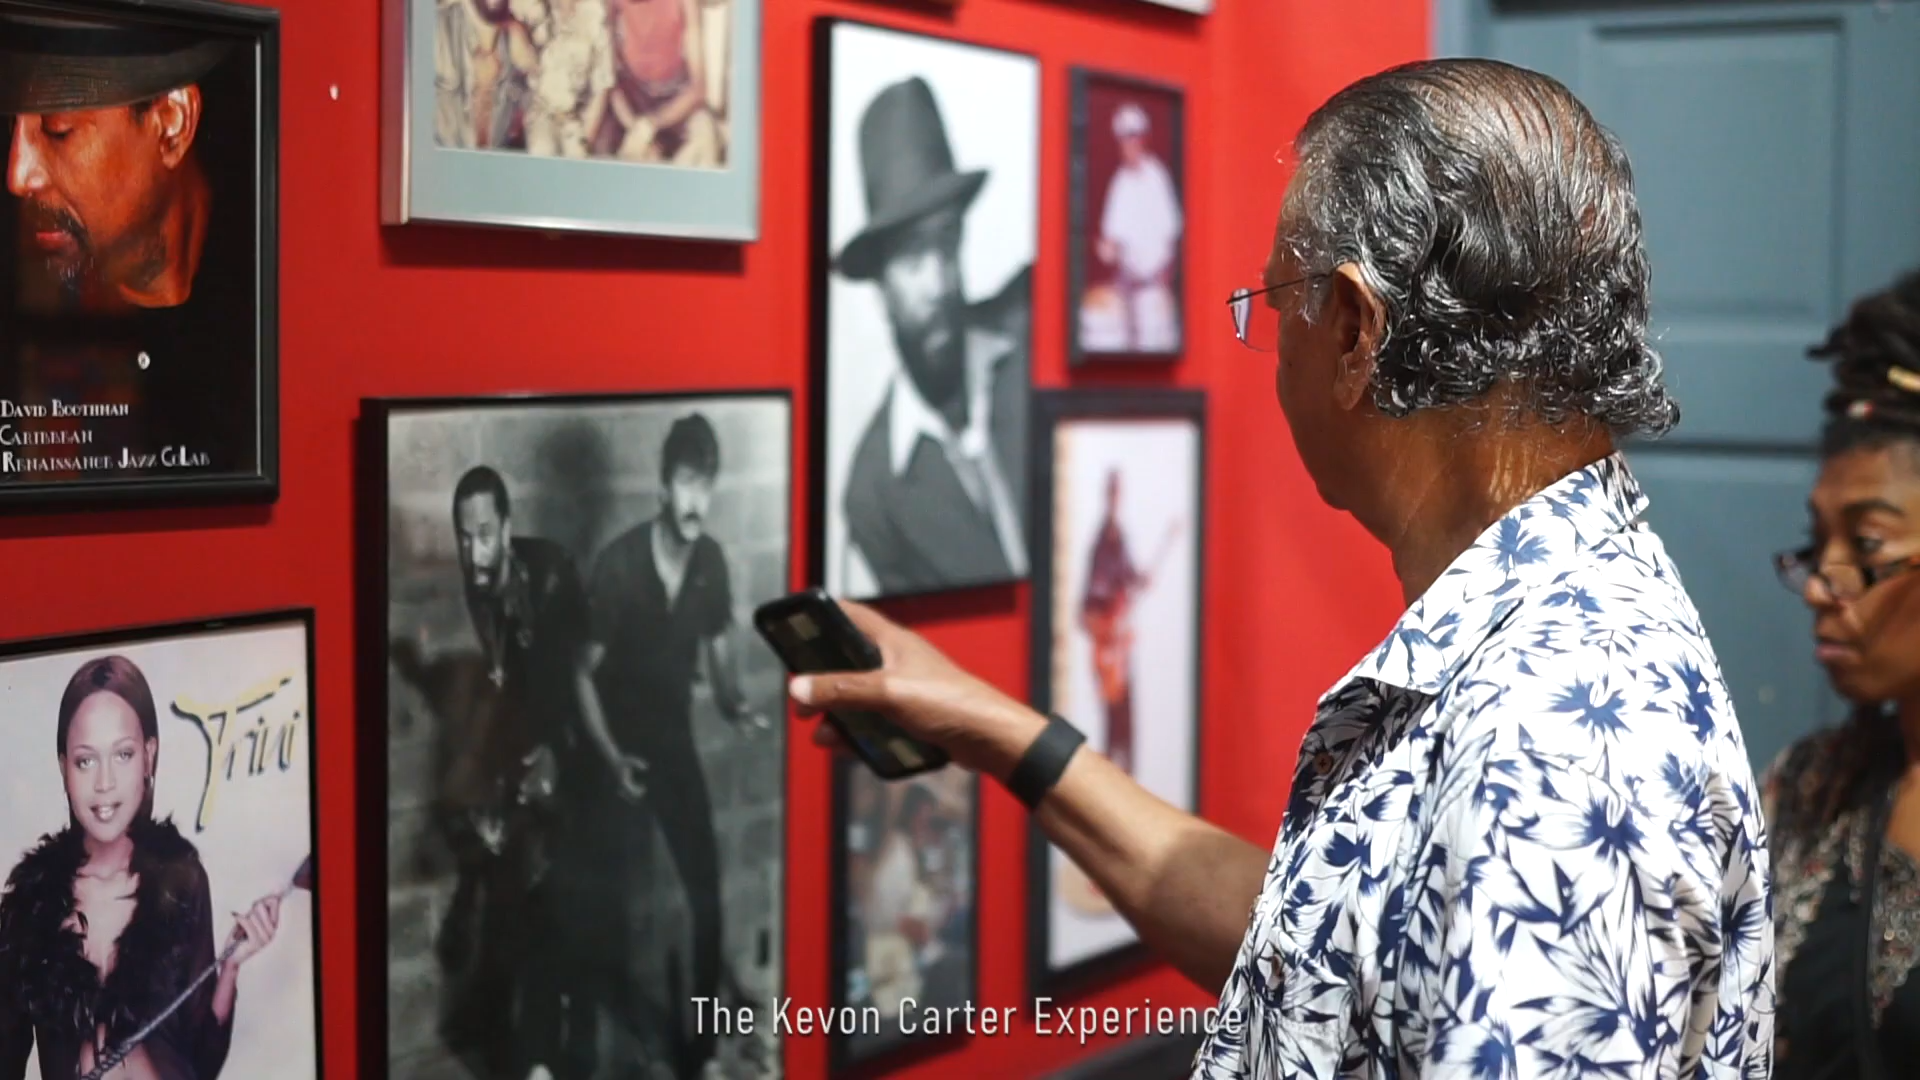 David Boothman
Caribbean
Renaissance Jazz CoLab
Trini
The Kevon Carter Experience